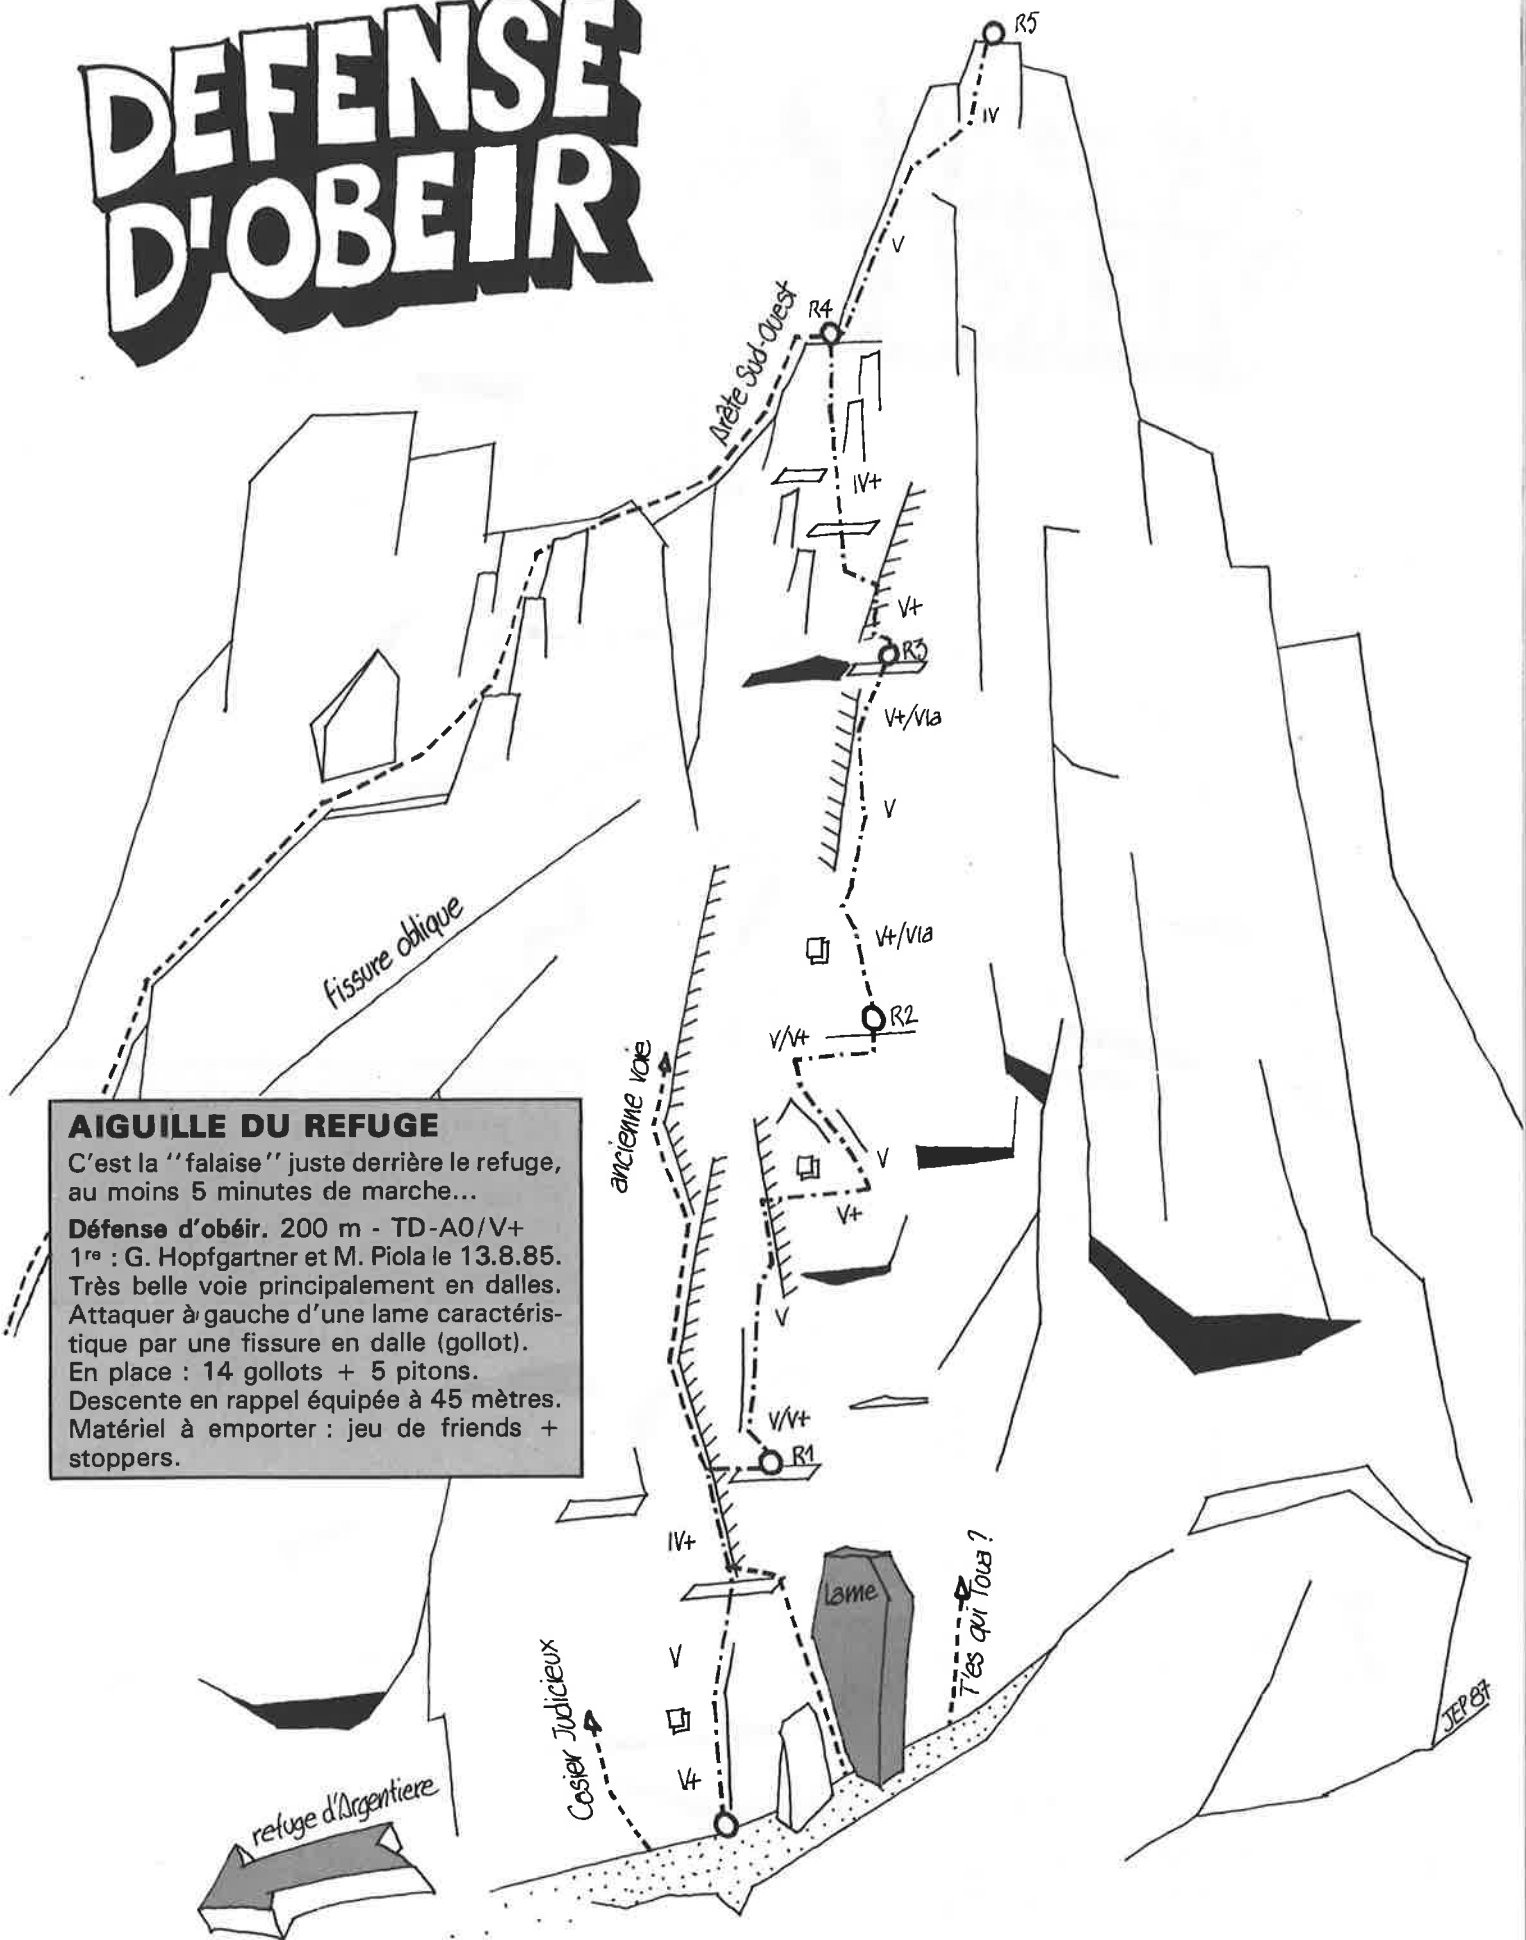 DEFENSE
D'OBEIR
R5
IV
V
R4
Arête Sud-Ouest
IV+
V+
R3
V+/VIa
V
fissure oblique
V+/VIa
R2
V/V+
ancienne voie
V
V+
V
V/V+
R1
IV+
lame
T'es qui Toua?
V
Casier Judicieux
V+
refuge d'Argentiere
JEP87
AIGUILLE DU REFUGE
C'est la ''falaise'' juste derrière le refuge,
au moins 5 minutes de marche...
Défense d'obéir. 200 m - TD-A0/V+
1re : G. Hopfgartner et M. Piola le 13.8.85.
Très belle voie principalement en dalles.
Attaquer à gauche d'une lame caractéris-
tique par une fissure en dalle (gollot).
En place : 14 gollots + 5 pitons.
Descente en rappel équipée à 45 mètres.
Matériel à emporter : jeu de friends +
stoppers.